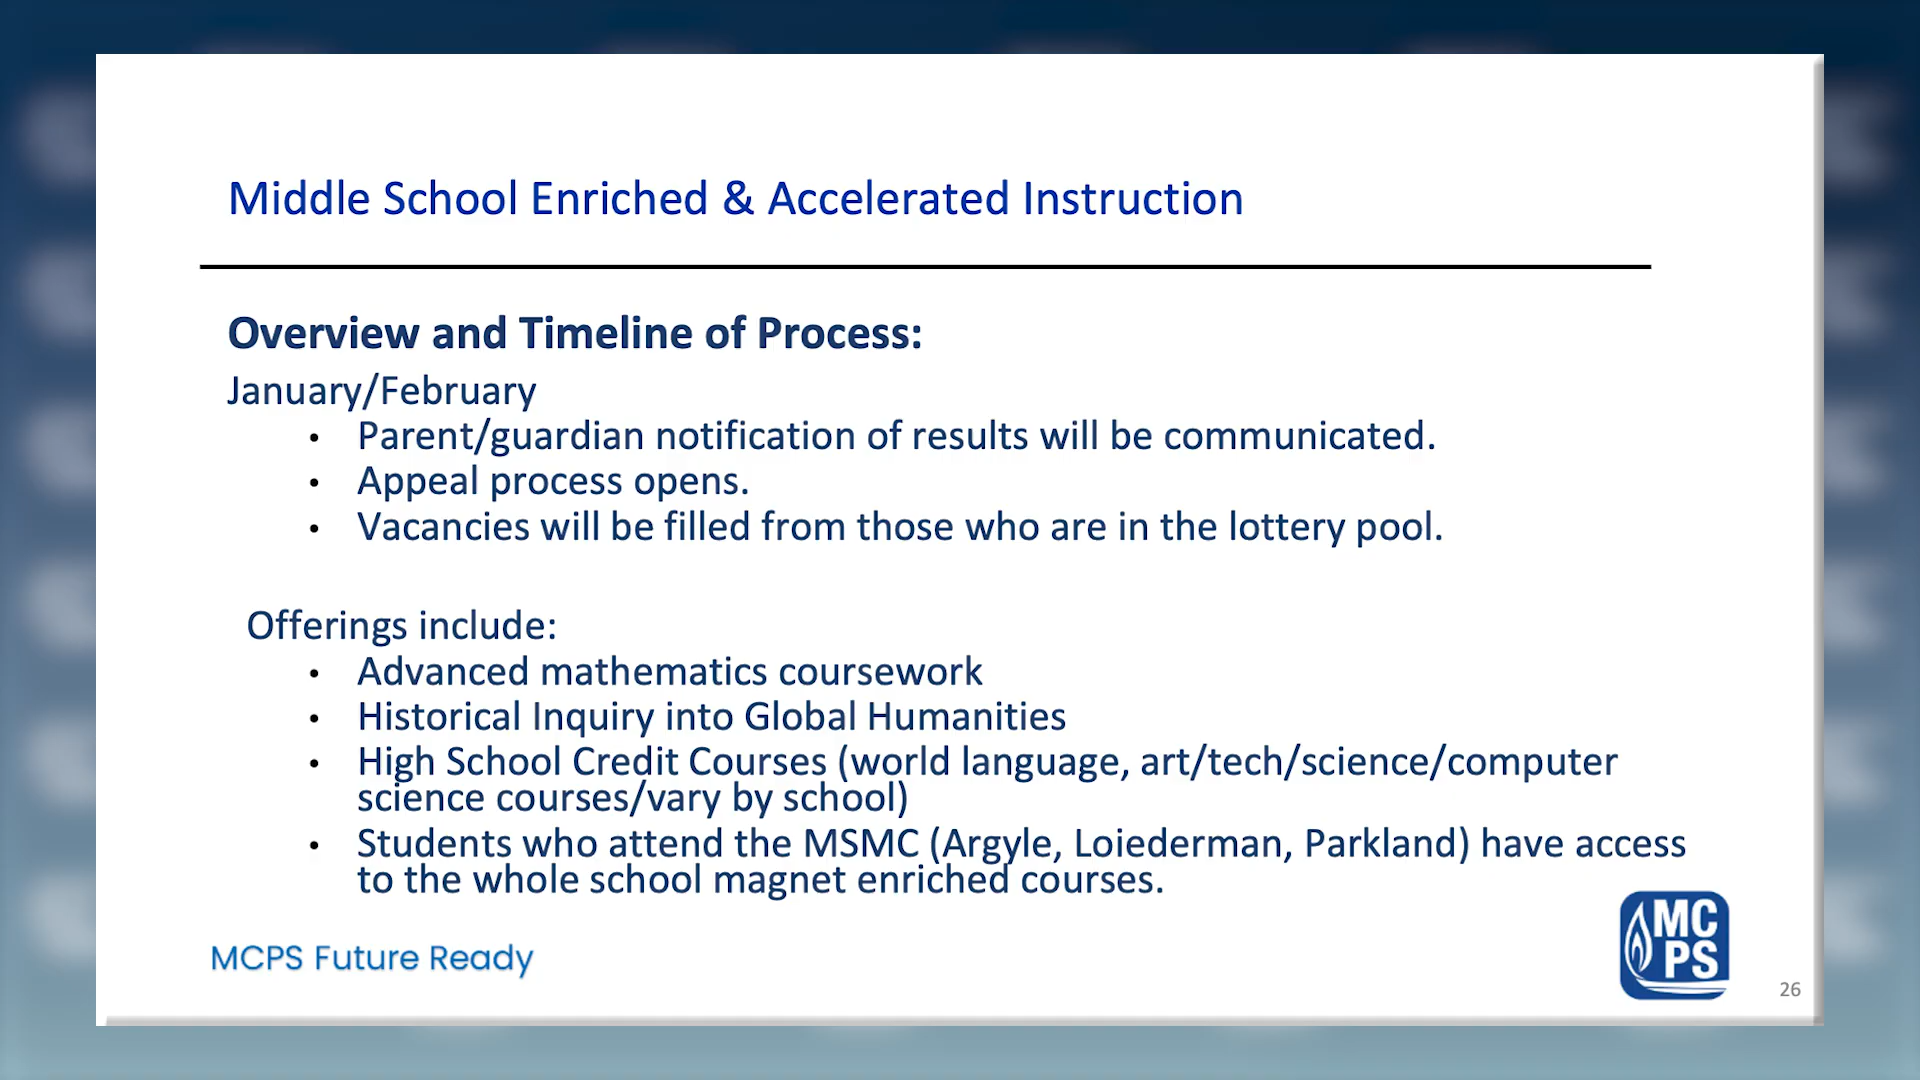 Middle School Enriched & Accelerated Instruction
Overview and Timeline of Process:
January/February
• Parent/guardian notification of results will be communicated.
• Appeal process opens.
• Vacancies will be filled from those who are in the lottery pool.
Offerings include:
• Advanced mathematics coursework
• Historical Inquiry into Global Humanities
• High School Credit Courses (world language, art/tech/science/computer
science courses/vary by school)
• Students who attend the MSMC (Argyle, Loiederman, Parkland) have access
to the whole school magnet enriched courses.
MCPS Future Ready
MC
PS
26